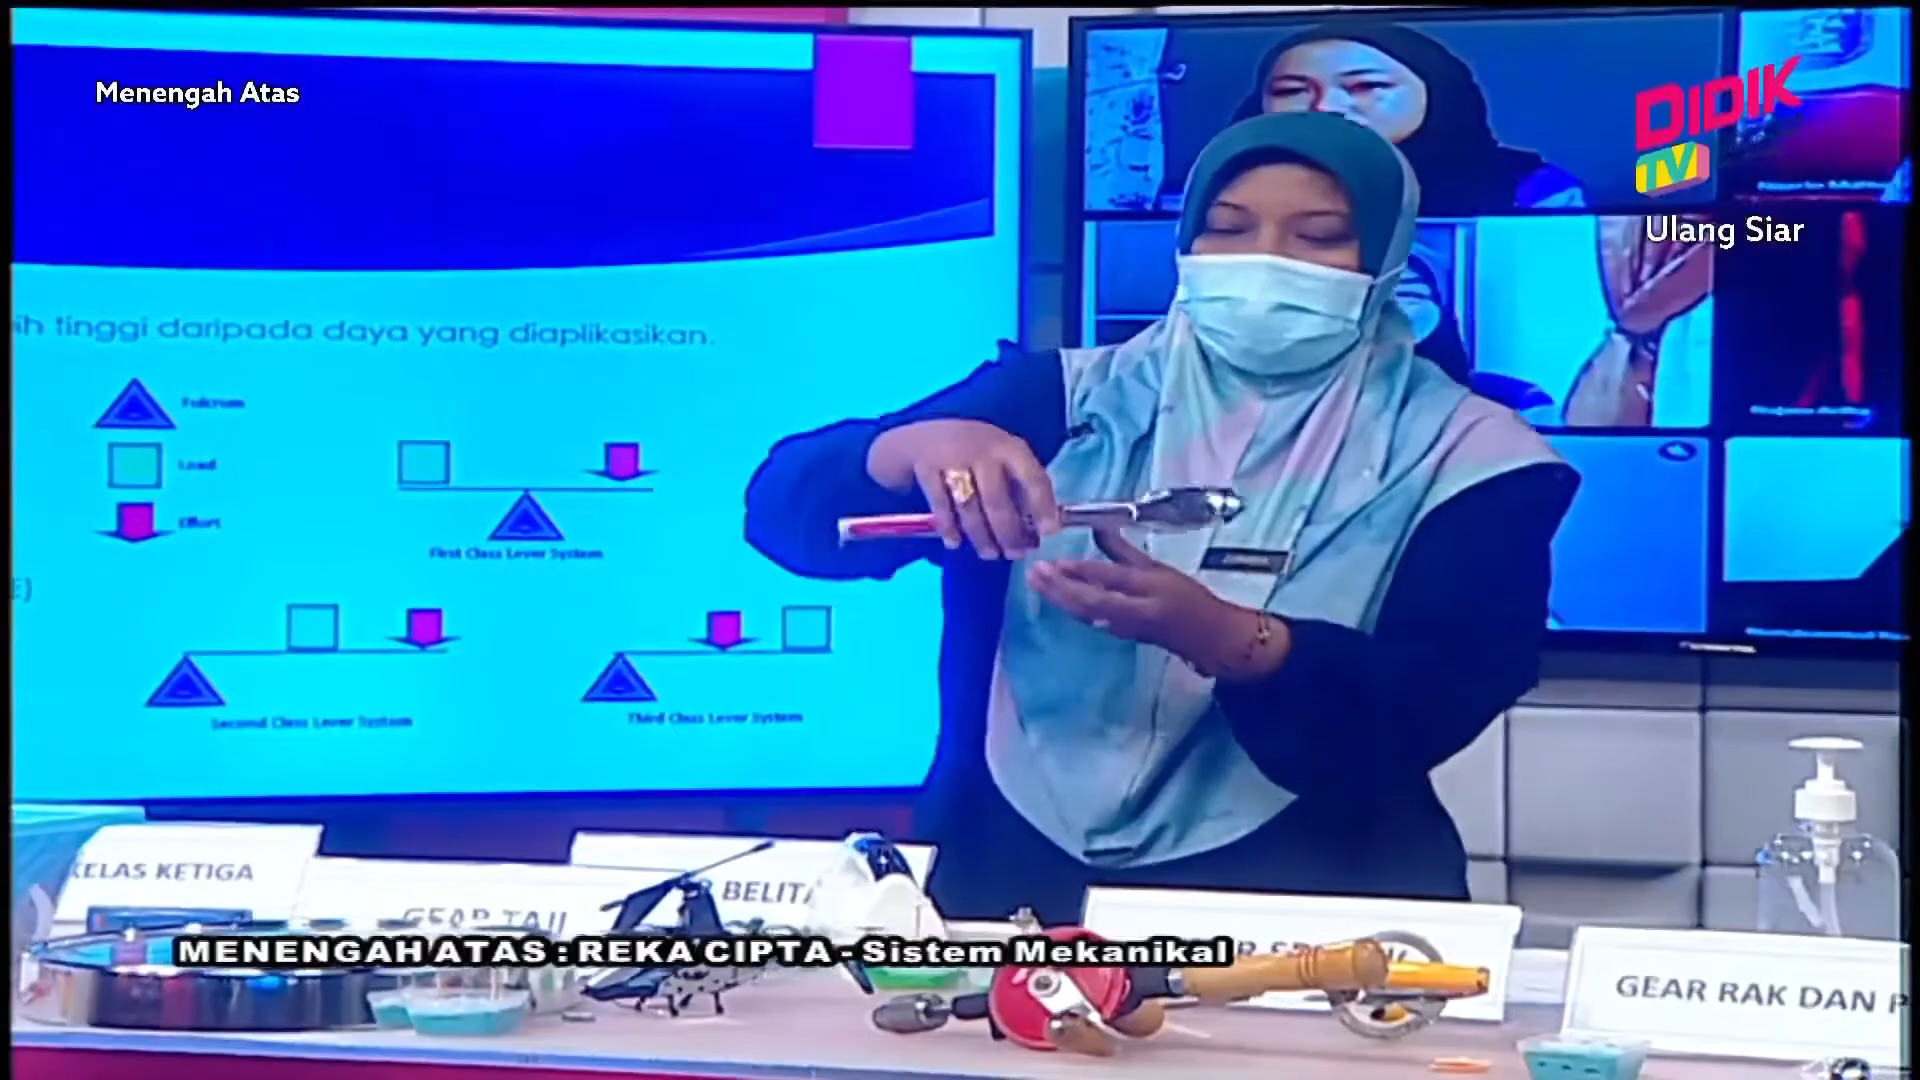 Menengah Atas
DIDIK
TV
Ulang Siar
tinggi daripada daya yang diaplikasikan.
Fulcrum
Load
Effort
First Class Lever System
Second Class Lever System
Third Class Lever System
KELAS KETIGA
GEAR TAJI
BELITA
MENENGAH ATAS : REKA CIPTA - Sistem Mekanikal
GEAR RAK DAN P